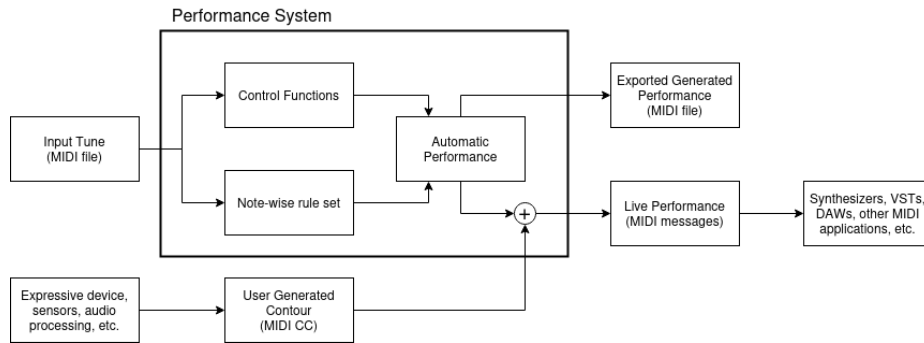 Performance System
Control Functions
Exported Generated
Performance
(MIDI file)
Input Tune
(MIDI file)
Automatic
Performance
Note-wise rule set
+
Live Performance
(MIDI messages)
Synthesizers, VSTs,
DAWs, other MIDI
applications, etc.
Expressive device,
sensors, audio
processing, etc.
User Generated
Contour
(MIDI CC)